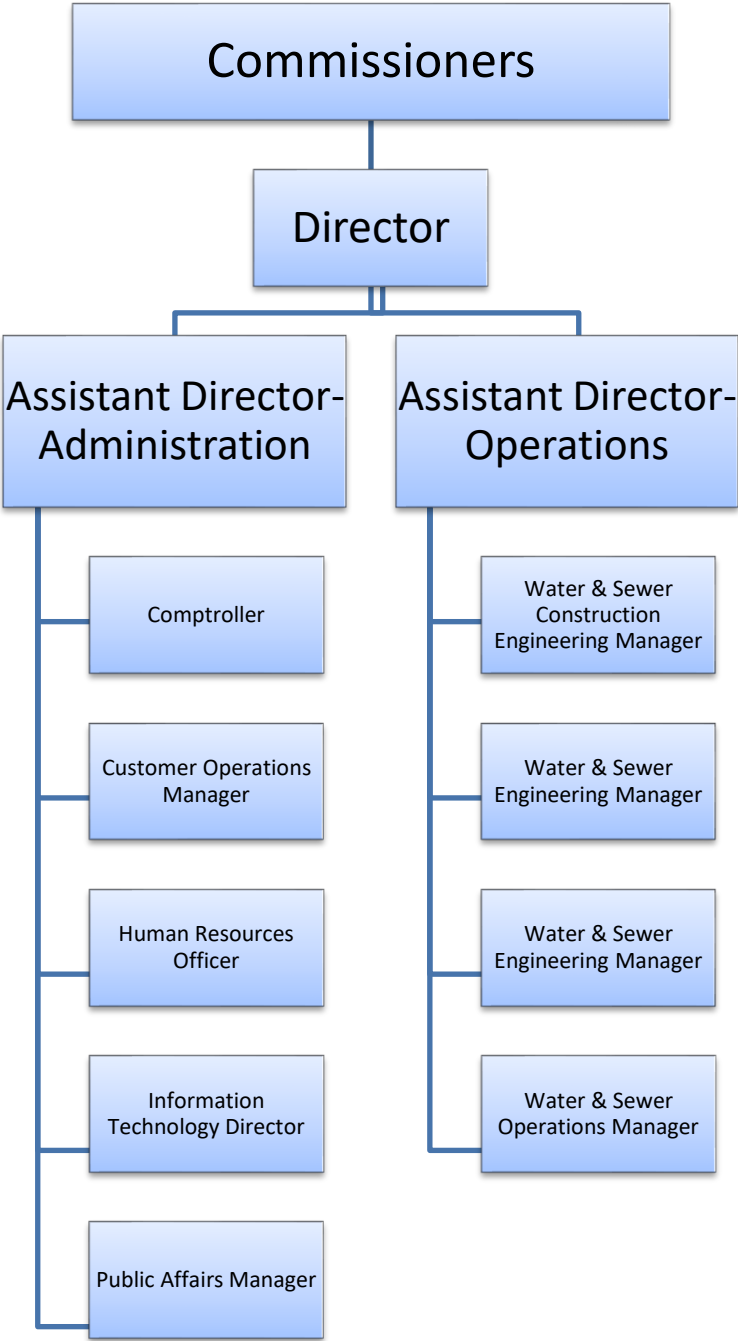 Commissioners
Director
Assistant Director-
Administration
Assistant Director-
Operations
Comptroller
Customer Operations
Manager
Human Resources
Officer
Information
Technology Director
Public Affairs Manager
Water & Sewer
Construction
Engineering Manager
Water & Sewer
Engineering Manager
Water & Sewer
Engineering Manager
Water & Sewer
Operations Manager